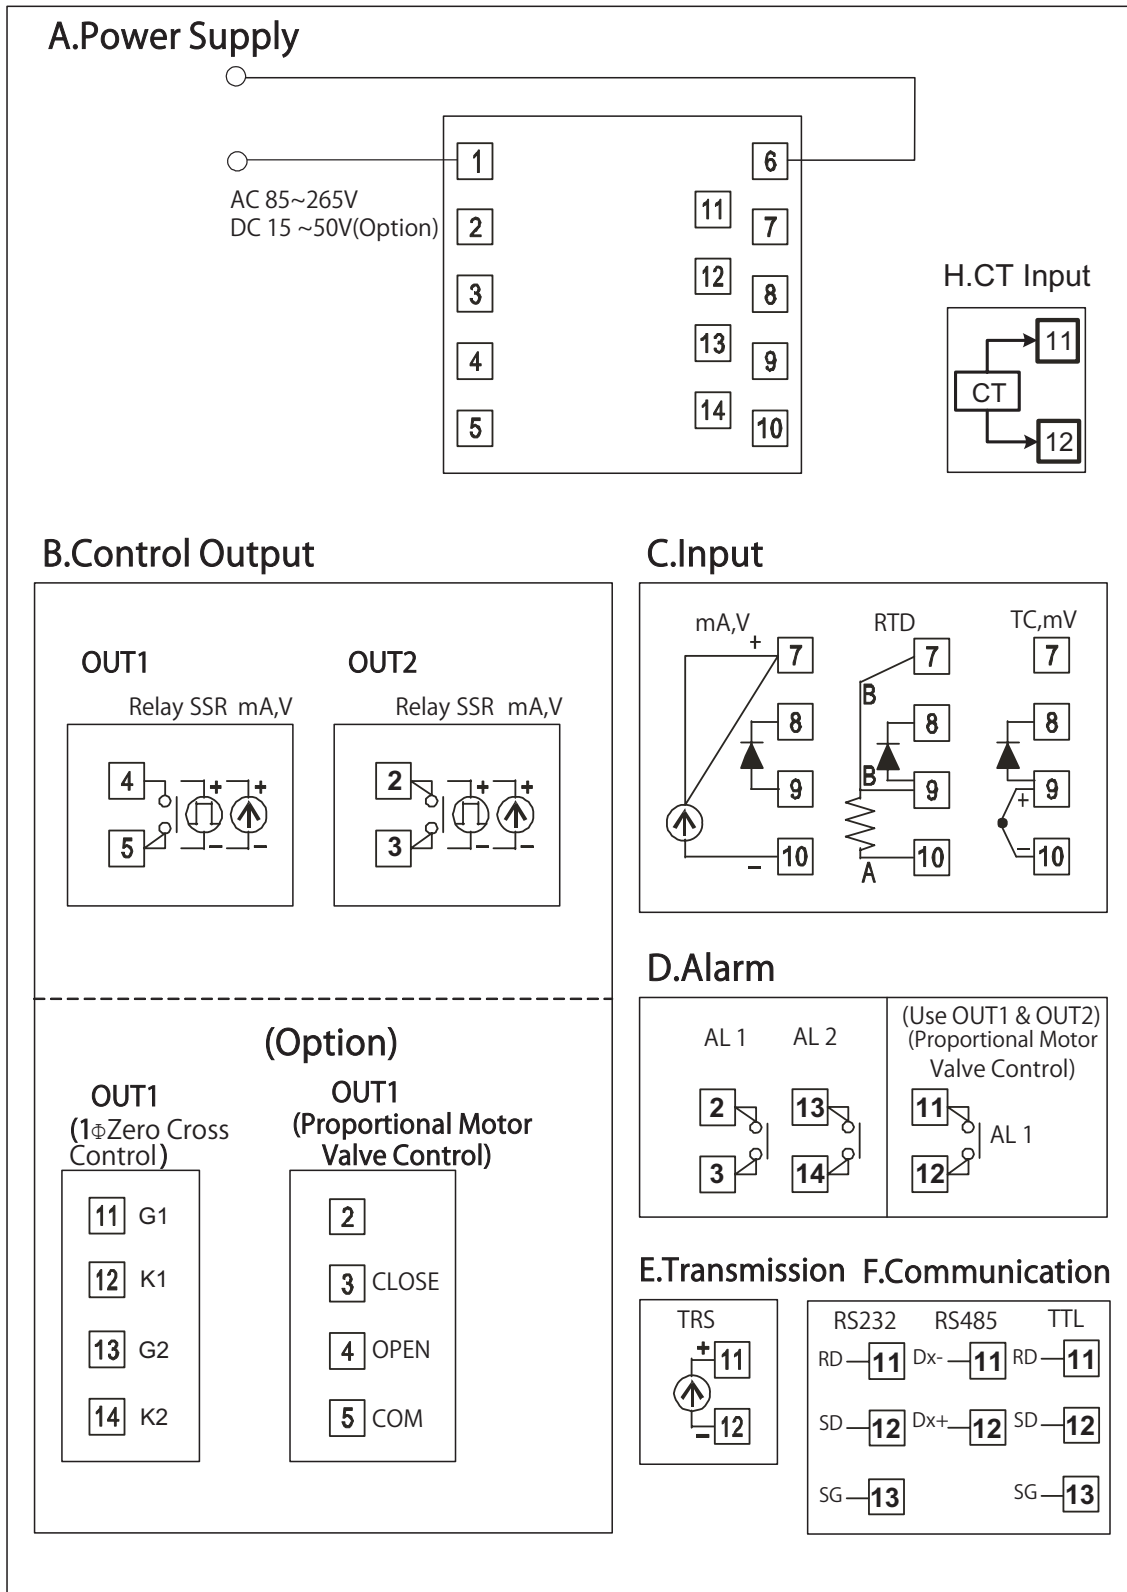 A.Power Supply
1
6
AC 85~265V
DC 15 ~50V(Option)
11
2
7
H.CT Input
12
3
8
11
13
4
9
CT
14
5
10
12
B.Control Output
C.Input
mA,V
RTD
TC,mV
+
7
7
7
OUT1
OUT2
B
Relay SSR mA,V
Relay SSR mA,V
8
8
8
4
+
+
2
+
+
B
9
9
+
9
5
−
−
3
−
−
−
10
A
10
−
10
D.Alarm
(Use OUT1 & OUT2)
(Proportional Motor
Valve Control)
AL 1
AL 2
2
13
11
AL 1
3
14
12
(Option)
OUT1
(1ΦZero Cross
Control)
OUT1
(Proportional Motor
Valve Control)
11 G1
2
12 K1
3 CLOSE
13 G2
4 OPEN
14 K2
5 COM
E.Transmission
F.Communication
TRS
+
11
−
12
RS232
RS485
TTL
RD
11
Dx-
11
RD
11
SD
12
Dx+
12
SD
12
SG
13
SG
13